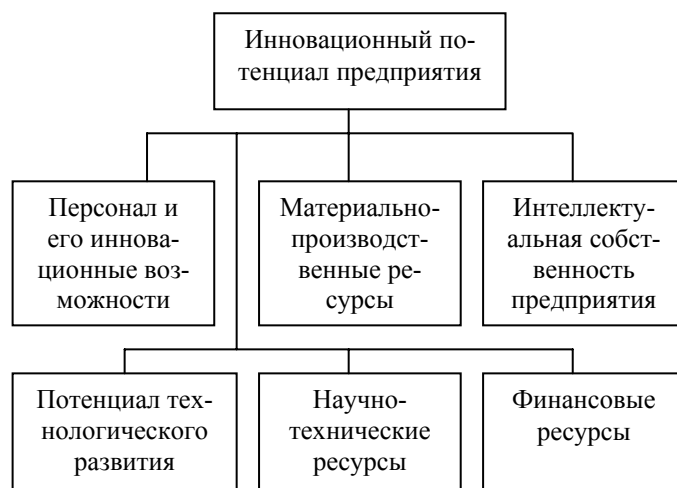 Инновационный по-
тенциал предприятия
Персонал и
его иннова-
ционные воз-
можности
Материально-
производст-
венные ре-
сурсы
Интеллекту-
альная собст-
венность
предприятия
Потенциал тех-
нологического
развития
Научно-
технические
ресурсы
Финансовые
ресурсы